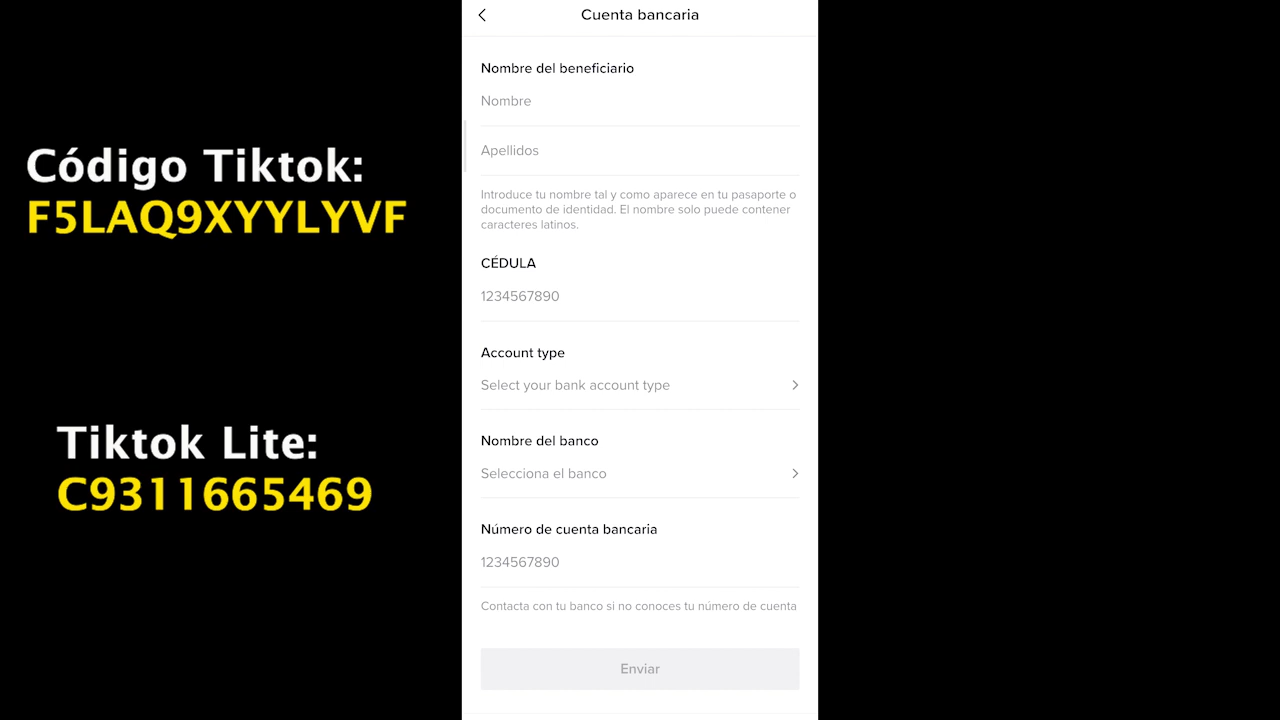 Código Tiktok:
F5LAQ9XYYLYVF
Tiktok Lite:
C9311665469
Cuenta bancaria
Nombre del beneficiario
Nombre
Apellidos
Introduce tu nombre tal y como aparece en tu pasaporte o
documento de identidad. El nombre solo puede contener
caracteres latinos.
CÉDULA
1234567890
Account type
Select your bank account type
Nombre del banco
Selecciona el banco
Número de cuenta bancaria
1234567890
Contacta con tu banco si no conoces tu número de cuenta
Enviar